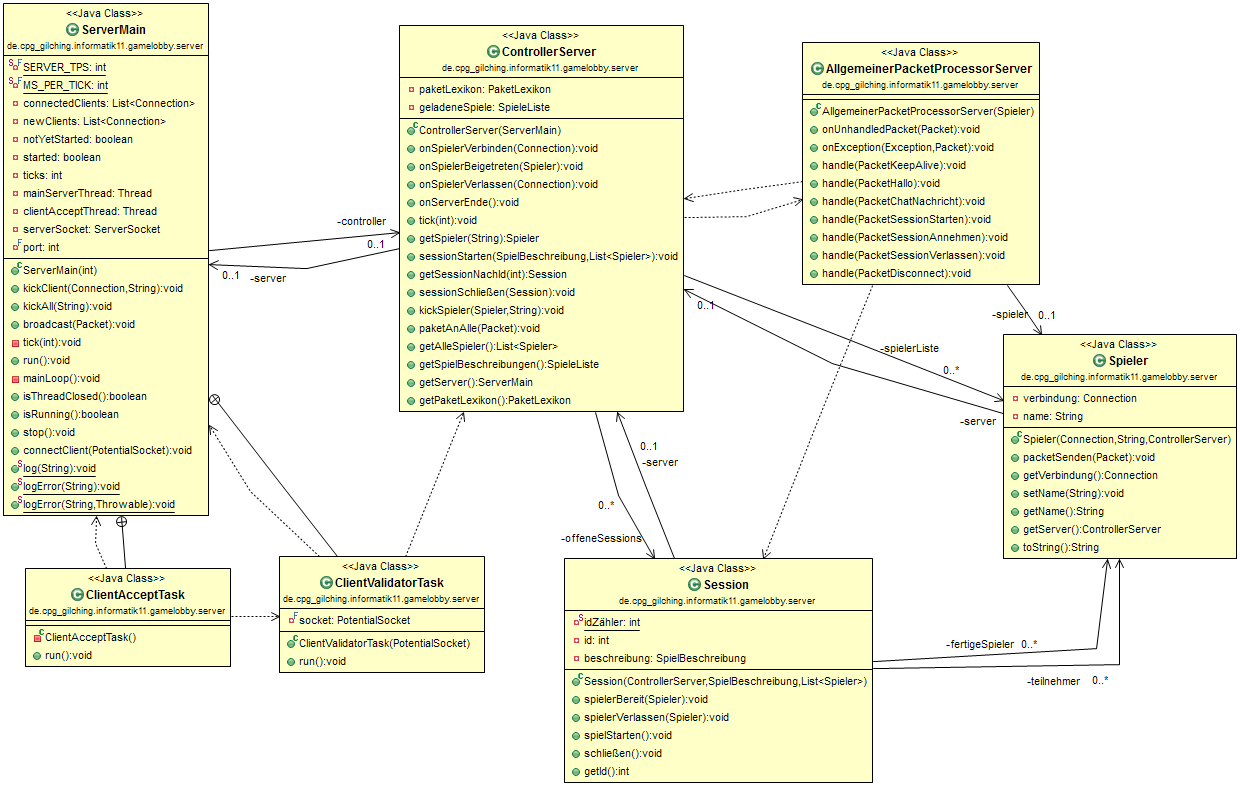 <<Java Class>>
ServerMain
de.cpg_gilching.informatik11.gamelobby.server
SERVER_TPS: int
MS_PER_TICK: int
connectedClients: List<Connection>
newClients: List<Connection>
notYetStarted: boolean
started: boolean
ticks: int
mainServerThread: Thread
clientAcceptThread: Thread
serverSocket: ServerSocket
port: int
ServerMain(int)
kickClient(Connection,String):void
kickAll(String):void
broadcast(Packet):void
tick(int):void
run():void
mainLoop():void
isThreadClosed():boolean
isRunning():boolean
stop():void
connectClient(PotentialSocket):void
log(String):void
logError(String):void
logError(String,Throwable):void
-controller
0..1
0..1
-server
<<Java Class>>
ControllerServer
de.cpg_gilching.informatik11.gamelobby.server
paketLexikon: PaketLexikon
geladeneSpiele: SpieleListe
ControllerServer(ServerMain)
onSpielerVerbinden(Connection):void
onSpielerBeigetreten(Spieler):void
onSpielerVerlassen(Connection):void
onServerEnde():void
tick(int):void
getSpieler(String):Spieler
sessionStarten(SpielBeschreibung,List<Spieler>):void
getSessionNachId(int):Session
sessionSchließen(Session):void
kickSpieler(Spieler,String):void
paketAnAlle(Packet):void
getAlleSpieler():List<Spieler>
getSpielBeschreibungen():SpieleListe
getServer():ServerMain
getPaketLexikon():PaketLexikon
<<Java Class>>
AllgemeinerPacketProcessorServer
de.cpg_gilching.informatik11.gamelobby.server
AllgemeinerPacketProcessorServer(Spieler)
onUnhandledPacket(Packet):void
onException(Exception,Packet):void
handle(PacketKeepAlive):void
handle(PacketHallo):void
handle(PacketChatNachricht):void
handle(PacketSessionStarten):void
handle(PacketSessionAnnehmen):void
handle(PacketSessionVerlassen):void
handle(PacketDisconnect):void
0..1
-spieler
0..1
-spielerListe
0..*
-server
<<Java Class>>
Spieler
de.cpg_gilching.informatik11.gamelobby.server
verbindung: Connection
name: String
Spieler(Connection,String,ControllerServer)
packetSenden(Packet):void
getVerbindung():Connection
setName(String):void
getName():String
getServer():ControllerServer
toString():String
0..1
-server
0..*
-offeneSessions
<<Java Class>>
ClientAcceptTask
de.cpg_gilching.informatik11.gamelobby.server
ClientAcceptTask()
run():void
<<Java Class>>
ClientValidatorTask
de.cpg_gilching.informatik11.gamelobby.server
socket: PotentialSocket
ClientValidatorTask(PotentialSocket)
run():void
<<Java Class>>
Session
de.cpg_gilching.informatik11.gamelobby.server
idZähler: int
id: int
beschreibung: SpielBeschreibung
Session(ControllerServer,SpielBeschreibung,List<Spieler>)
spielerBereit(Spieler):void
spielerVerlassen(Spieler):void
spielStarten():void
schließen():void
getId():int
-fertigeSpieler 0..*
-teilnehmer 0..*